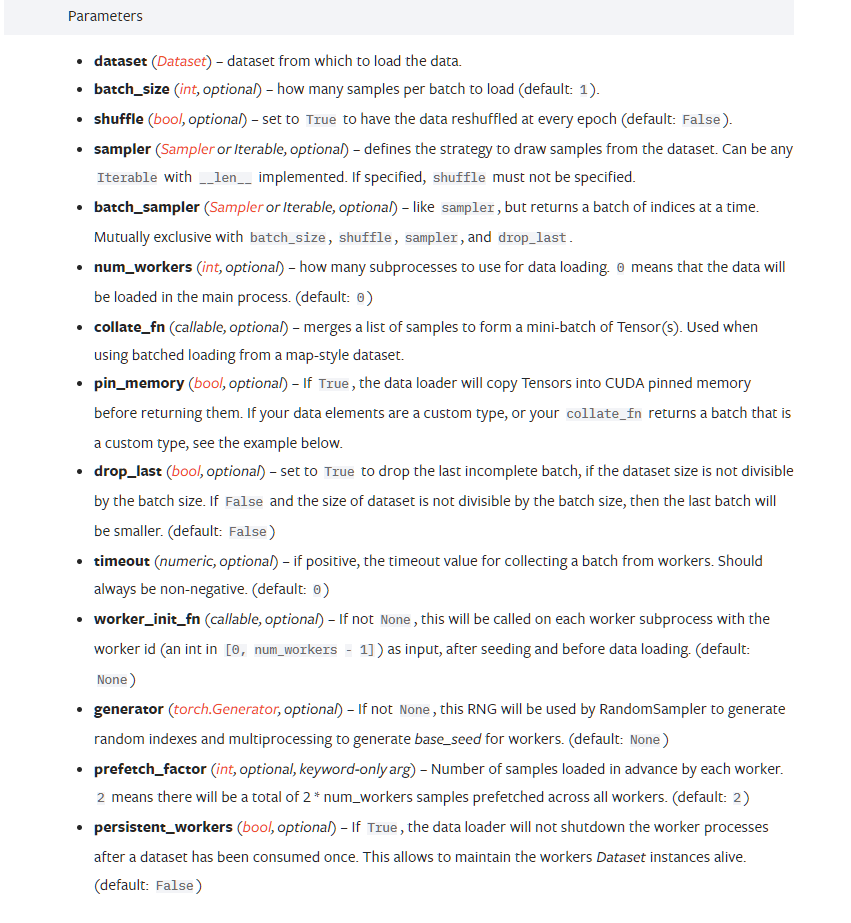 Parameters
• dataset (Dataset) – dataset from which to load the data.
• batch_size (int, optional) – how many samples per batch to load (default: 1).
• shuffle (bool, optional) – set to True to have the data reshuffled at every epoch (default: False).
• sampler (Sampler or Iterable, optional) – defines the strategy to draw samples from the dataset. Can be any
Iterable with __len__ implemented. If specified, shuffle must not be specified.
• batch_sampler (Sampler or Iterable, optional) – like sampler, but returns a batch of indices at a time.
Mutually exclusive with batch_size, shuffle, sampler, and drop_last.
• num_workers (int, optional) – how many subprocesses to use for data loading. 0 means that the data will
be loaded in the main process. (default: 0)
• collate_fn (callable, optional) – merges a list of samples to form a mini-batch of Tensor(s). Used when
using batched loading from a map-style dataset.
• pin_memory (bool, optional) – If True, the data loader will copy Tensors into CUDA pinned memory
before returning them. If your data elements are a custom type, or your collate_fn returns a batch that is
a custom type, see the example below.
• drop_last (bool, optional) – set to True to drop the last incomplete batch, if the dataset size is not divisible
by the batch size. If False and the size of dataset is not divisible by the batch size, then the last batch will
be smaller. (default: False)
• timeout (numeric, optional) – if positive, the timeout value for collecting a batch from workers. Should
always be non-negative. (default: 0)
• worker_init_fn (callable, optional) – If not None, this will be called on each worker subprocess with the
worker id (an int in [0, num_workers - 1]) as input, after seeding and before data loading. (default:
None)
• generator (torch.Generator, optional) – If not None, this RNG will be used by RandomSampler to generate
random indexes and multiprocessing to generate base_seed for workers. (default: None)
• prefetch_factor (int, optional, keyword-only arg) – Number of samples loaded in advance by each worker.
2 means there will be a total of 2 * num_workers samples prefetched across all workers. (default: 2)
• persistent_workers (bool, optional) – If True, the data loader will not shutdown the worker processes
after a dataset has been consumed once. This allows to maintain the workers Dataset instances alive.
(default: False)